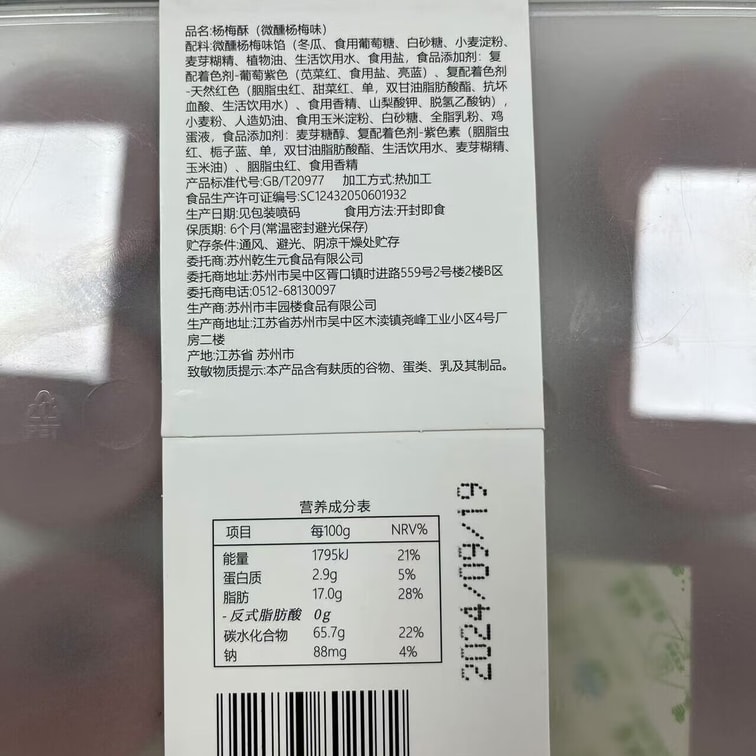 品名:杨梅酥（微醺杨梅味）
配料:微醺杨梅味馅（冬瓜、食用葡萄糖、白砂糖、小麦淀粉、
麦芽糊精、植物油、生活饮用水、食用盐，食品添加剂：复
配着色剂-葡萄紫色（苋菜红、食用盐、亮蓝）、复配着色剂
-天然红色（胭脂虫红、甜菜红、单，双甘油脂肪酸酯、抗坏
血酸、生活饮用水）、食用香精、山梨酸钾、脱氢乙酸钠），
小麦粉、人造奶油、食用玉米淀粉、白砂糖、全脂乳粉、鸡
蛋液，食品添加剂：麦芽糖醇、复配着色剂-紫色素（胭脂虫
红、栀子蓝、单，双甘油脂肪酸酯、生活饮用水、麦芽糊精、
玉米油）、胭脂虫红、食用香精
产品标准代号:GB/T20977 加工方式:热加工
食品生产许可证编号:SC12432050601932
生产日期:见包装喷码 食用方法:开封即食
保质期: 6个月(常温密封避光保存)
贮存条件:通风、避光、阴凉干燥处贮存
委托商:苏州乾生元食品有限公司
委托商地址:苏州市吴中区胥口镇时进路559号2号楼2楼B区
委托商电话:0512-68130097
生产商:苏州市丰园楼食品有限公司
生产商地址:江苏省苏州市吴中区木渎镇尧峰工业小区4号厂
房二楼
产地:江苏省 苏州市
致敏物质提示:本产品含有麸质的谷物、蛋类、乳及其制品。
营养成分表
项目 每100g NRV%
能量 1795kJ 21%
蛋白质 2.9g 5%
脂肪 17.0g 28%
-反式脂肪酸 0g
碳水化合物 65.7g 22%
钠 88mg 4%
2024/09/19